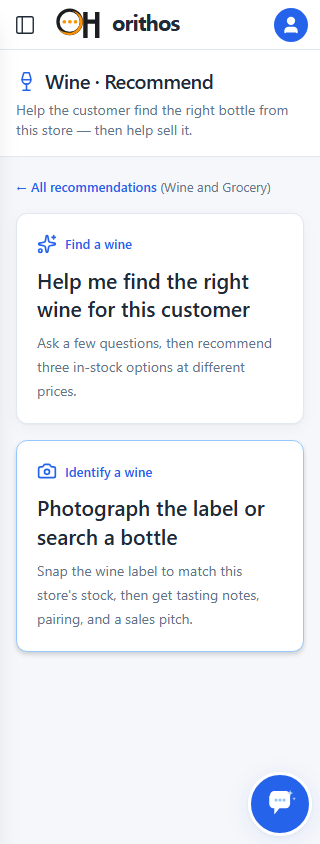 OH orithos
Wine · Recommend
Help the customer find the right bottle from
this store — then help sell it.
← All recommendations (Wine and Grocery)
Find a wine
Help me find the right
wine for this customer
Ask a few questions, then recommend
three in-stock options at different
prices.
Identify a wine
Photograph the label or
search a bottle
Snap the wine label to match this
store's stock, then get tasting notes,
pairing, and a sales pitch.